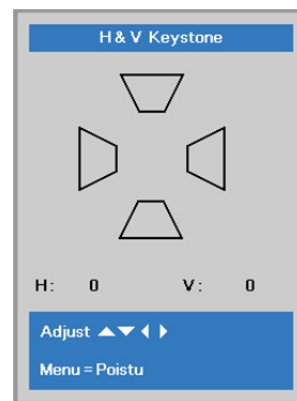 H & V Keystone
H: 0 V: 0
Adjust ▲▼◀▶
Menu = Poistu